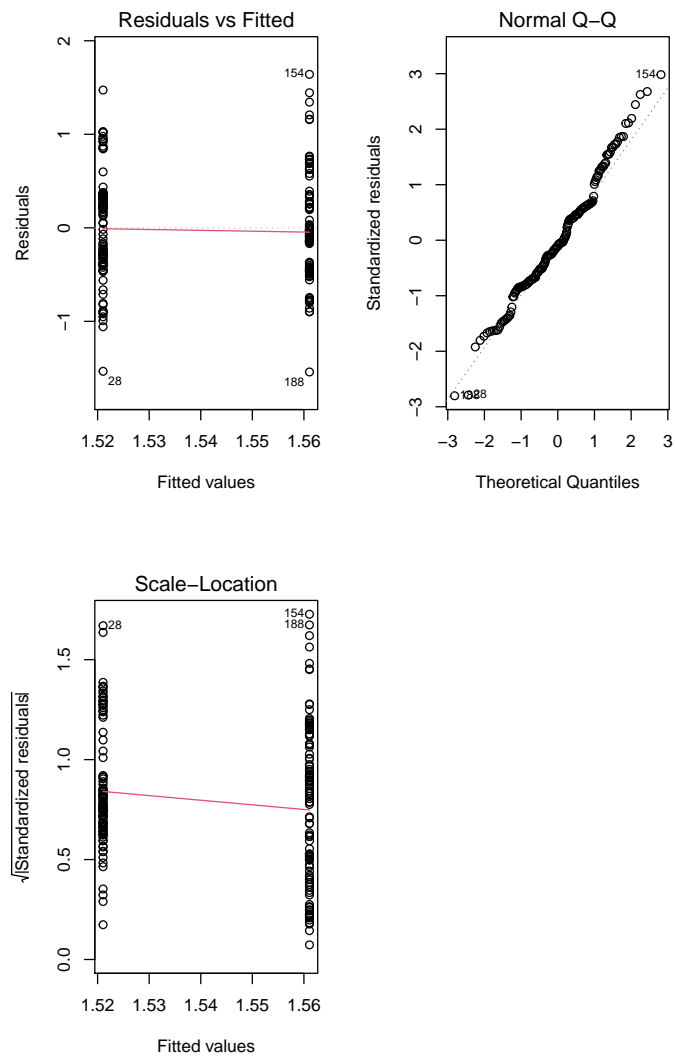 Residuals vs Fitted
2
1
0
−1
Residuals
154
28
188
1.52 1.53 1.54 1.55 1.56
Fitted values
Normal Q−Q
3
2
1
0
−1
−2
−3
Standardized residuals
154
28
−3 −2 −1 0 1 2 3
Theoretical Quantiles
Scale−Location
1.5
1.0
0.5
0.0
√|Standardized residuals|
28
154
188
1.52 1.53 1.54 1.55 1.56
Fitted values